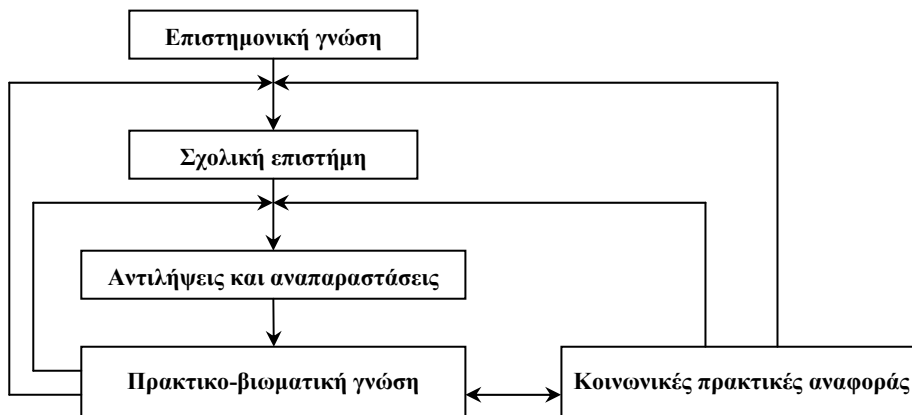 Επιστημονική γνώση
Σχολική επιστήμη
Αντιλήψεις και αναπαραστάσεις
Πρακτικο-βιωματική γνώση
Κοινωνικές πρακτικές αναφοράς